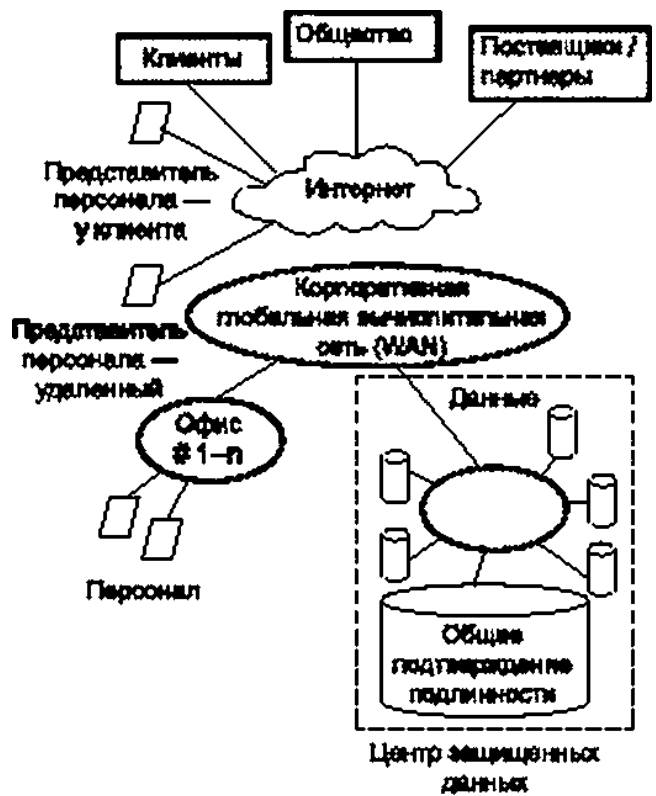 Клиенты
Общество
Поставщики /
партнеры
Представитель
персонала —
у клиента
Интернет
Представитель
персонала —
удаленный
Корпоративная
глобальная вычислительная
сеть (WAN)
Офис
# 1–n
Персонал
Данные
Общее
подтверждение
подлинности
Центр защищенных
данных